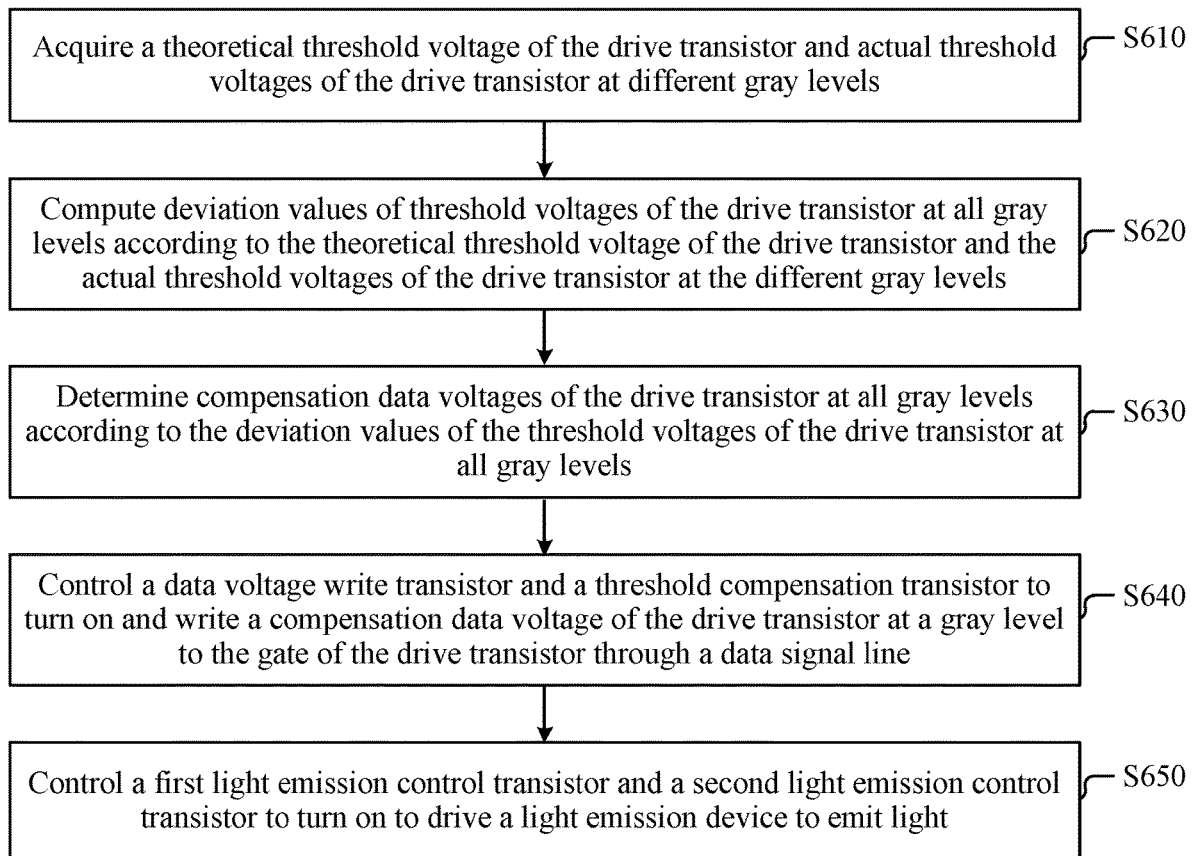 Acquire a theoretical threshold voltage of the drive transistor and actual threshold
voltages of the drive transistor at different gray levels
S610
Compute deviation values of threshold voltages of the drive transistor at all gray
levels according to the theoretical threshold voltage of the drive transistor and the
actual threshold voltages of the drive transistor at the different gray levels
S620
Determine compensation data voltages of the drive transistor at all gray levels
according to the deviation values of the threshold voltages of the drive transistor at
all gray levels
S630
Control a data voltage write transistor and a threshold compensation transistor to
turn on and write a compensation data voltage of the drive transistor at a gray level
to the gate of the drive transistor through a data signal line
S640
Control a first light emission control transistor and a second light emission control
transistor to turn on to drive a light emission device to emit light
S650